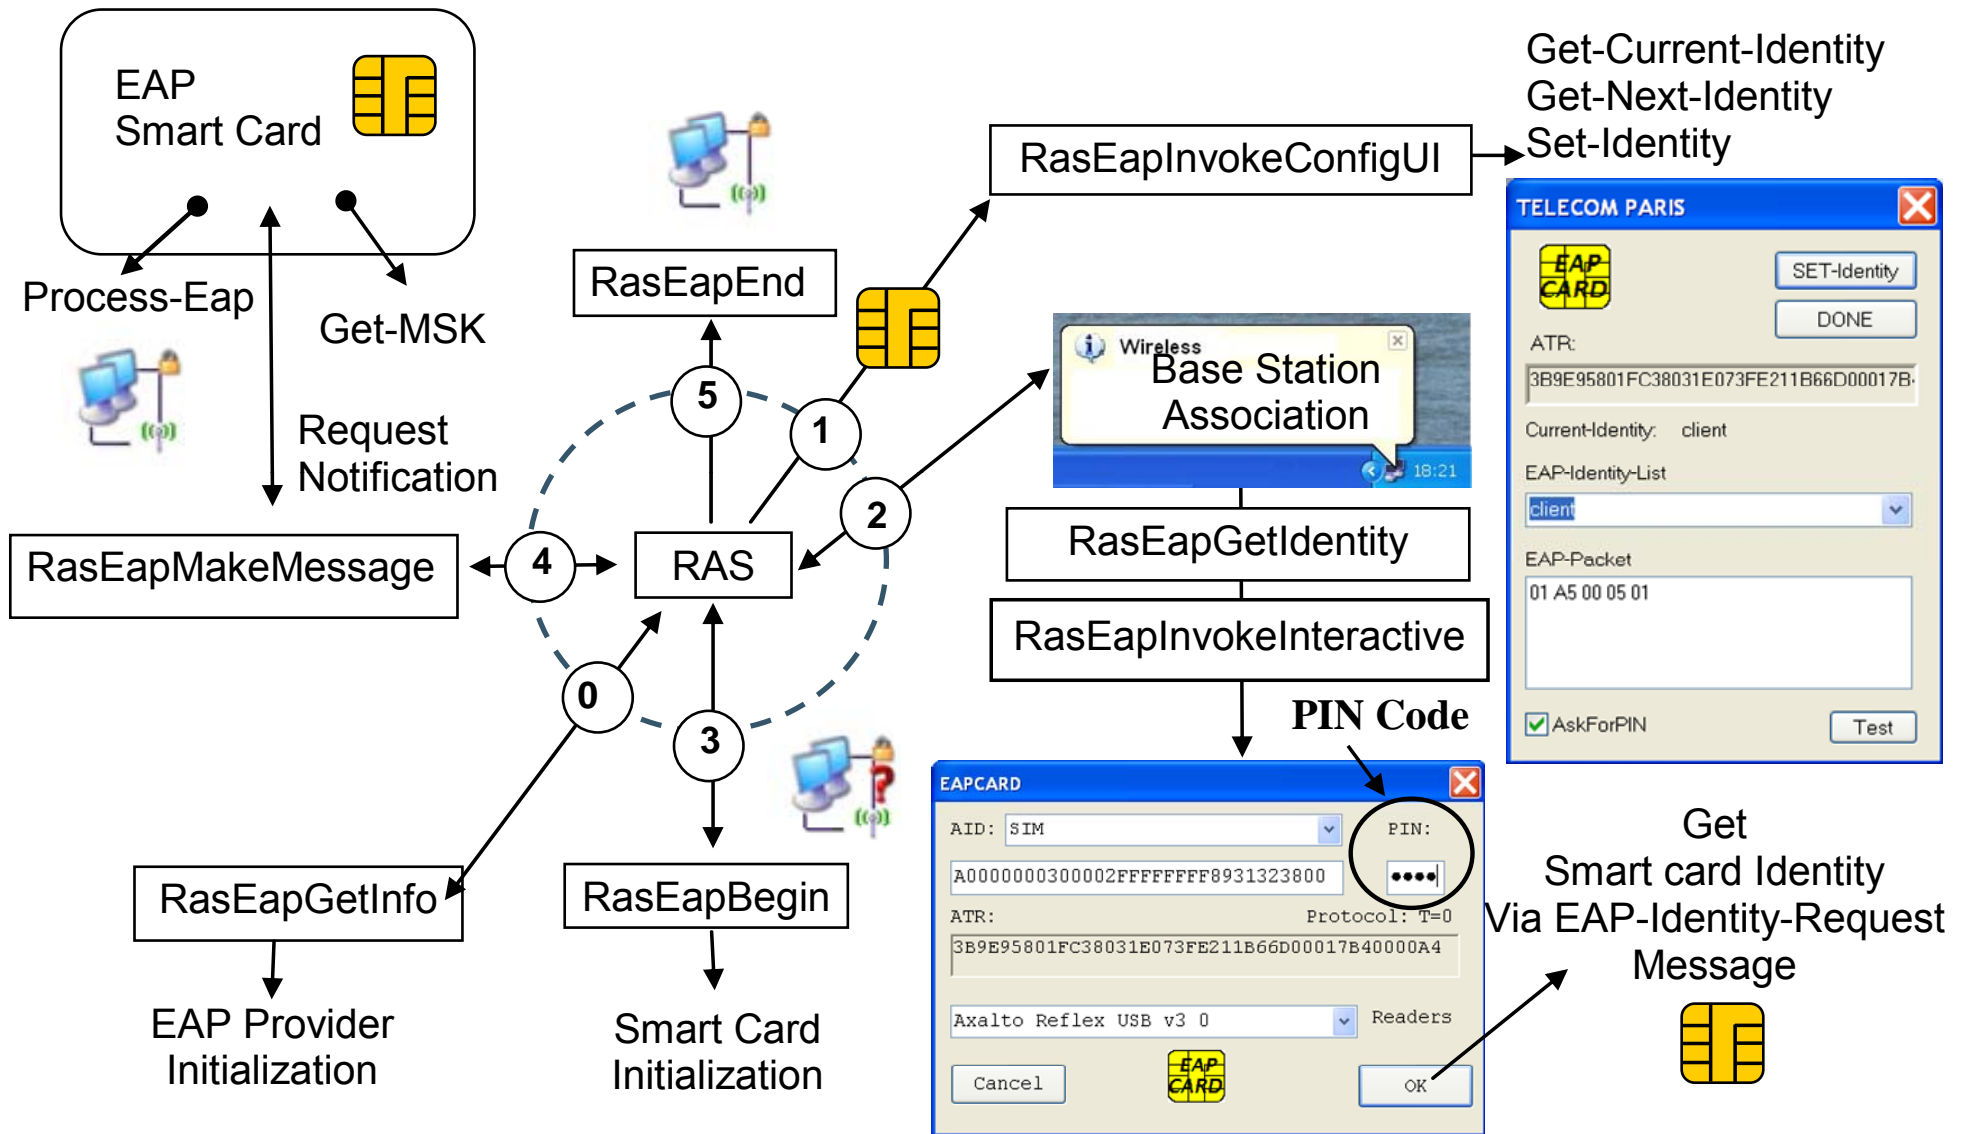 EAP
Smart Card
Process-Eap
Get-MSK
Request
Notification
RasEapMakeMessage
RasEapEnd
RasEapInvokeConfigUI
Get-Current-Identity
Get-Next-Identity
Set-Identity
5
1
2
4
RAS
0
3
Wireless
Base Station
Association
18:21
RasEapGetIdentity
RasEapInvokeInteractive
PIN Code
RasEapGetInfo
EAP Provider
Initialization
RasEapBegin
Smart Card
Initialization
TELECOM PARIS
EAP
CARD
SET-Identity
DONE
ATR:
3B9E95801FC38031E073FE211B66D00017B
Current-Identity: client
EAP-Identity-List
client
EAP-Packet
01 A5 00 05 01
AskForPIN
Test
EAPCARD
AID: SIM
PIN:
A0000000300002FFFFFFFF8931323800
ATR:
Protocol: T=0
3B9E95801FC38031E073FE211B66D00017B40000A4
Axalto Reflex USB v3 0
Readers
Cancel
EAP
CARD
OK
Get
Smart card Identity
Via EAP-Identity-Request
Message